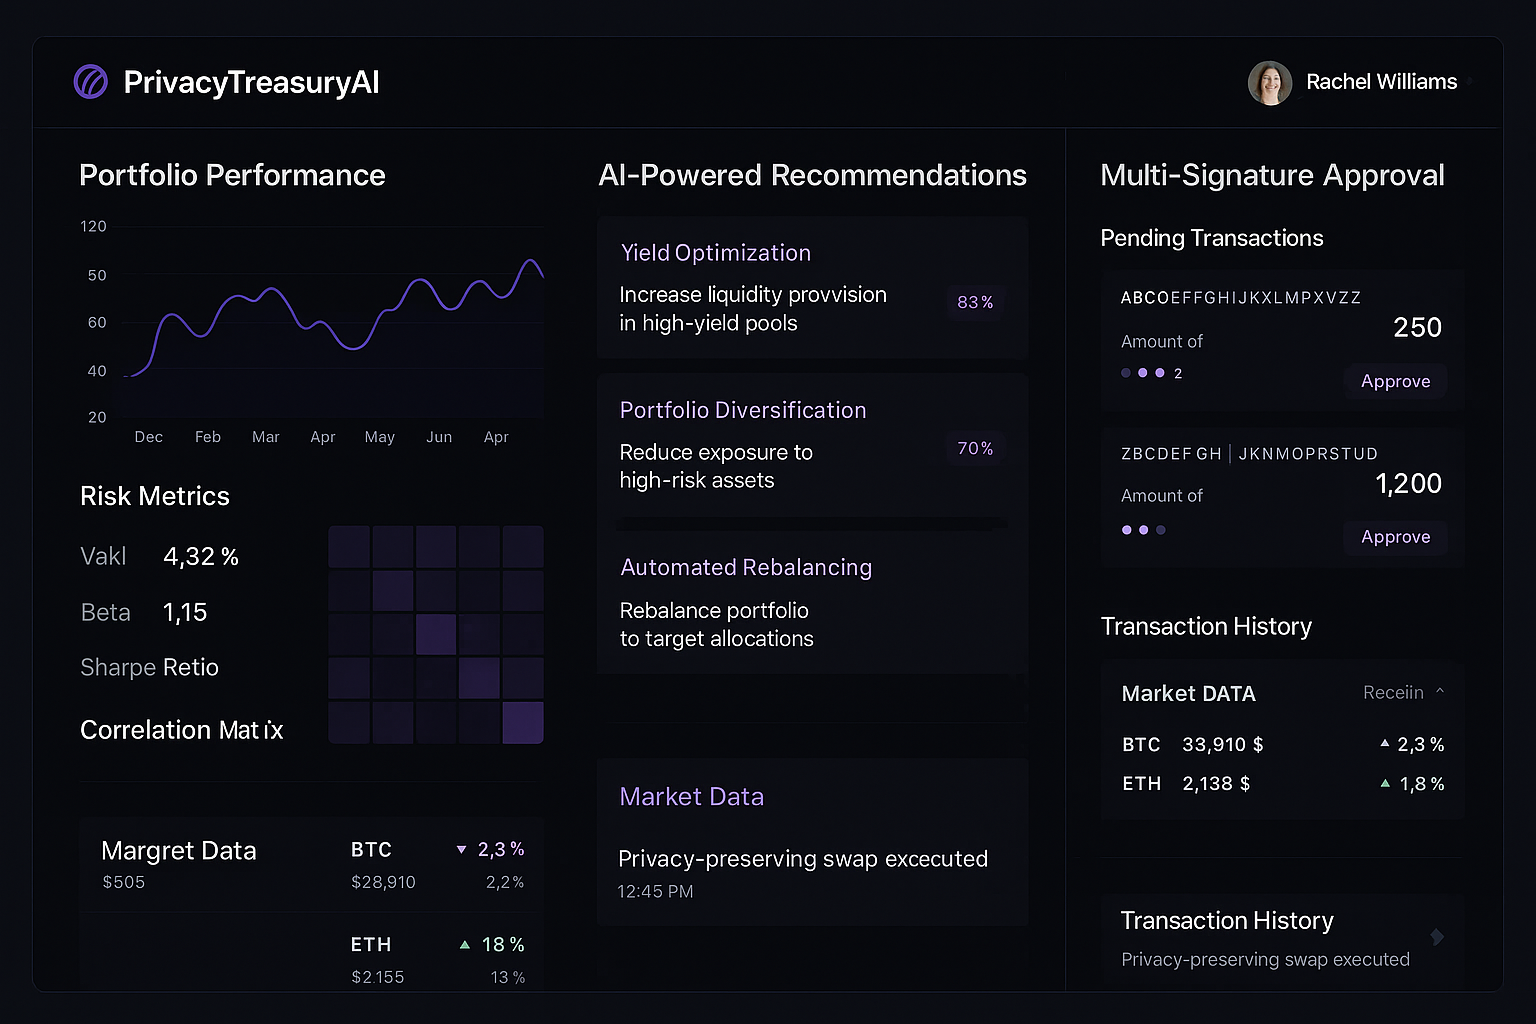 PrivacyTreasuryAI
Rachel Williams
Portfolio Performance
120
50
60
40
20
Dec Feb Mar Apr May Jun Apr
Risk Metrics
Vakl 4,32 %
Beta 1,15
Sharpe Retio
Correlation Matix
Margret Data
$505
BTC 2,3 %
$28,910 2,2 %
ETH 18 %
$2.155 13 %
AI-Powered Recommendations
Yield Optimization
Increase liquidity provvision
in high-yield pools
83%
Portfolio Diversification
Reduce exposure to
high-risk assets
70%
Automated Rebalancing
Rebalance portfolio
to target allocations
Market Data
Privacy-preserving swap excecuted
12:45 PM
Multi-Signature Approval
Pending Transactions
ABCOEFFGHIJKXLMPXVZZ
250
Amount of
2
Approve
ZBCDEFGH | JKNMOPRSTUD
1,200
Amount of
Approve
Transaction History
Market DATA Receiin
BTC 33,910 $ 2,3 %
ETH 2,138 $ 1,8 %
Transaction History
Privacy-preserving swap executed